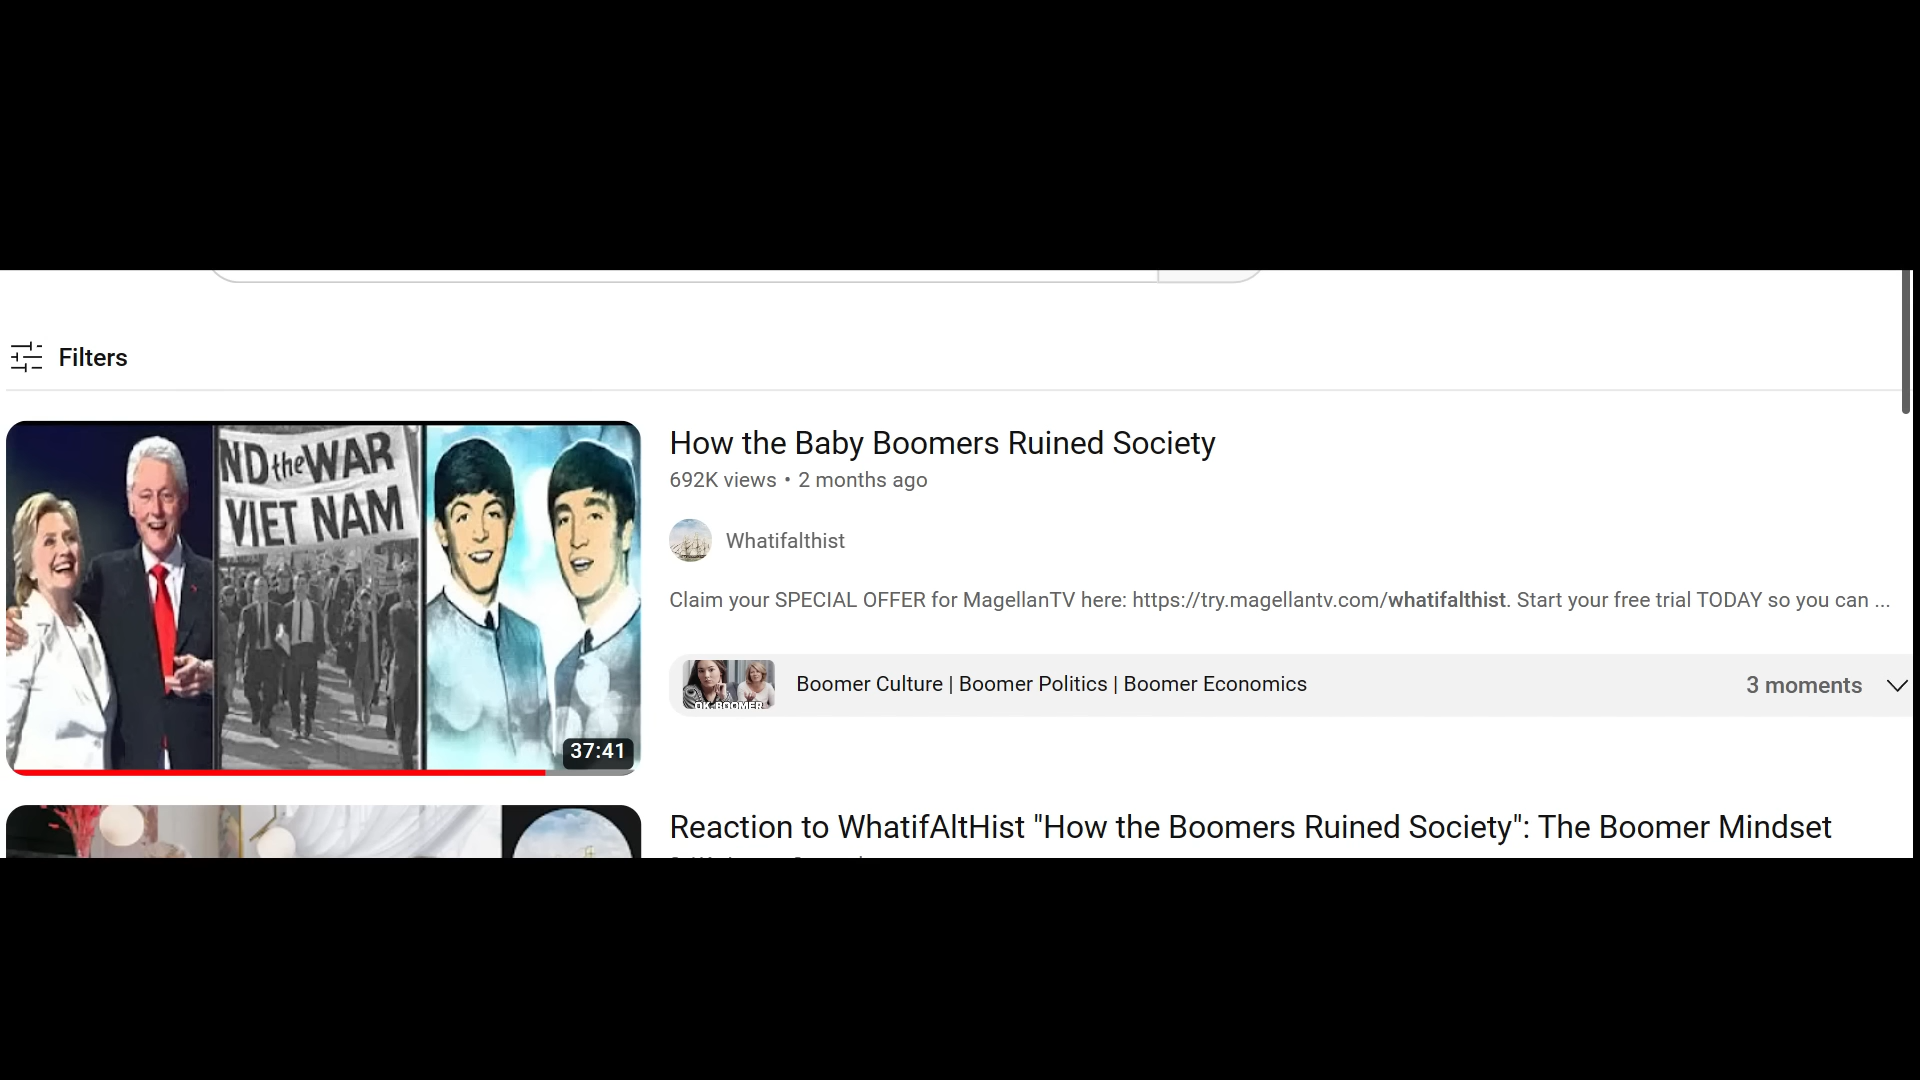 Filters
ND the WAR
VIET NAM
37:41
How the Baby Boomers Ruined Society
692K views • 2 months ago
Whatifalthist
Claim your SPECIAL OFFER for MagellanTV here: https://try.magellantv.com/whatifalthist. Start your free trial TODAY so you can ...
OK, BOOMER
Boomer Culture | Boomer Politics | Boomer Economics
3 moments
Reaction to WhatifAltHist "How the Boomers Ruined Society": The Boomer Mindset